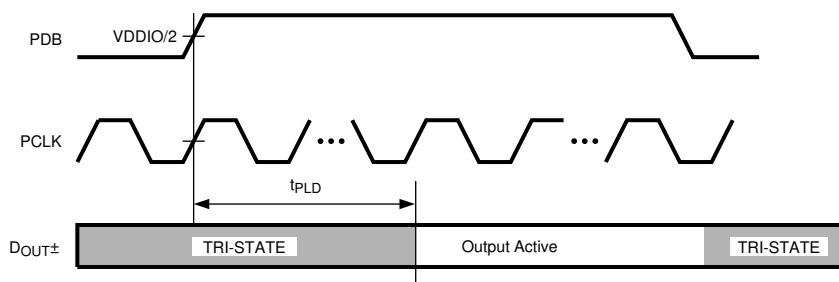 PDB
VDDIO/2
PCLK
•••
•••
tPLD
DOUT±
TRI-STATE
Output Active
TRI-STATE